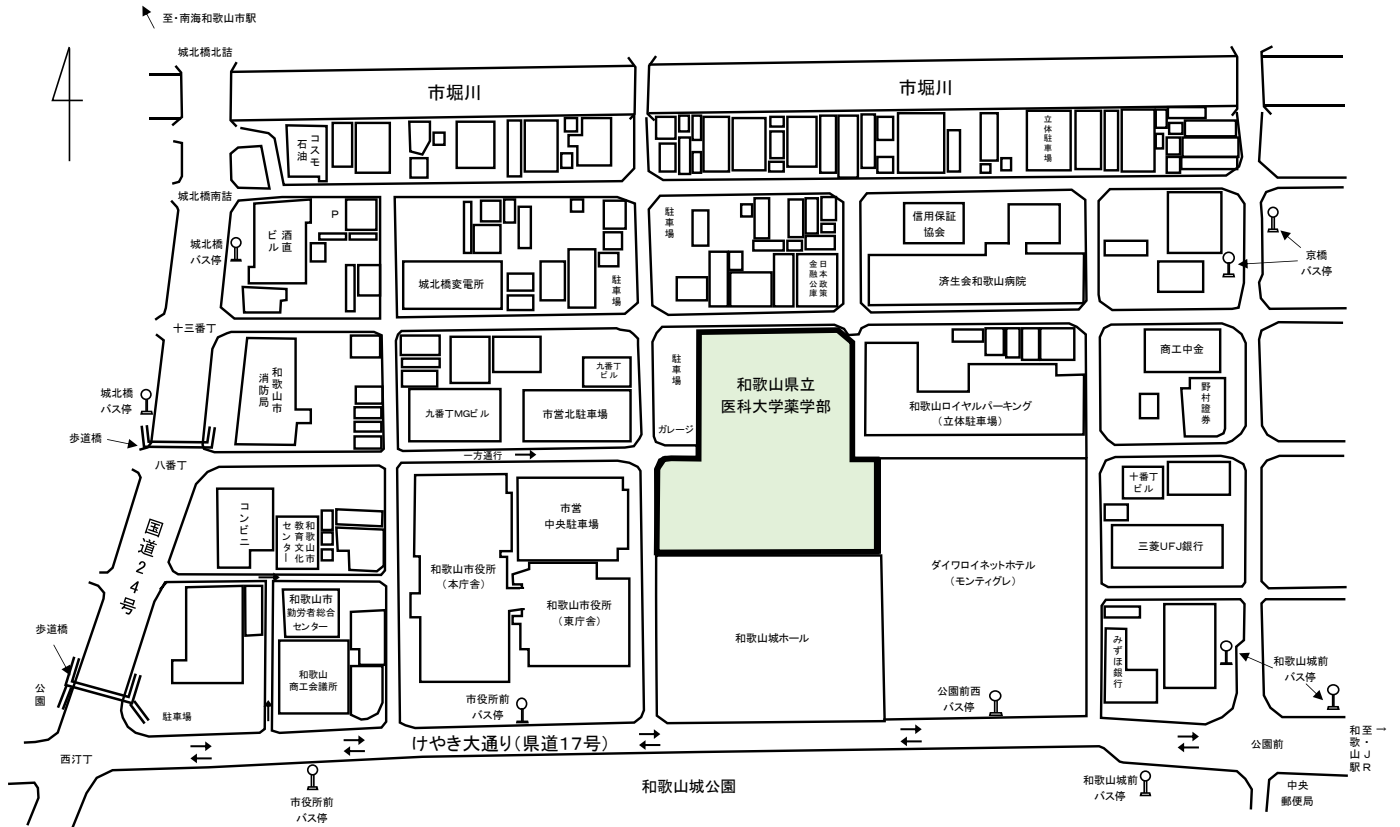 至・南海和歌山市駅
城北橋北詰
市堀川
市堀川
コスモ
石油
立体駐車場
城北橋南詰
城北橋
バス停
酒直
ビル
P
城北橋変電所
駐車場
駐車場
日本政策
金融公庫
信用保証
協会
済生会和歌山病院
京橋
バス停
十三番丁
和歌山市
消防局
九番丁
ビル
九番丁MGビル
市営北駐車場
駐車場
ガレージ
和歌山県立
医科大学薬学部
和歌山ロイヤルパーキング
(立体駐車場)
商工中金
野村證券
城北橋
バス停
歩道橋
八番丁
一方通行
国道24号
コンビニ
和歌山市
教育文化
センター
和歌山市役所
(本庁舎)
市営
中央駐車場
和歌山市役所
(東庁舎)
ダイワロイネットホテル
(モンティグレ)
十番丁
ビル
三菱UFJ銀行
和歌山市
勤労者総合
センター
和歌山
商工会議所
和歌山城ホール
みずほ銀行
和歌山城前
バス停
歩道橋
公園
駐車場
市役所前
バス停
公園前西
バス停
西汀丁
けやき大通り(県道17号)
公園前
至・JR
和歌山駅
市役所前
バス停
和歌山城公園
和歌山城前
バス停
中央
郵便局